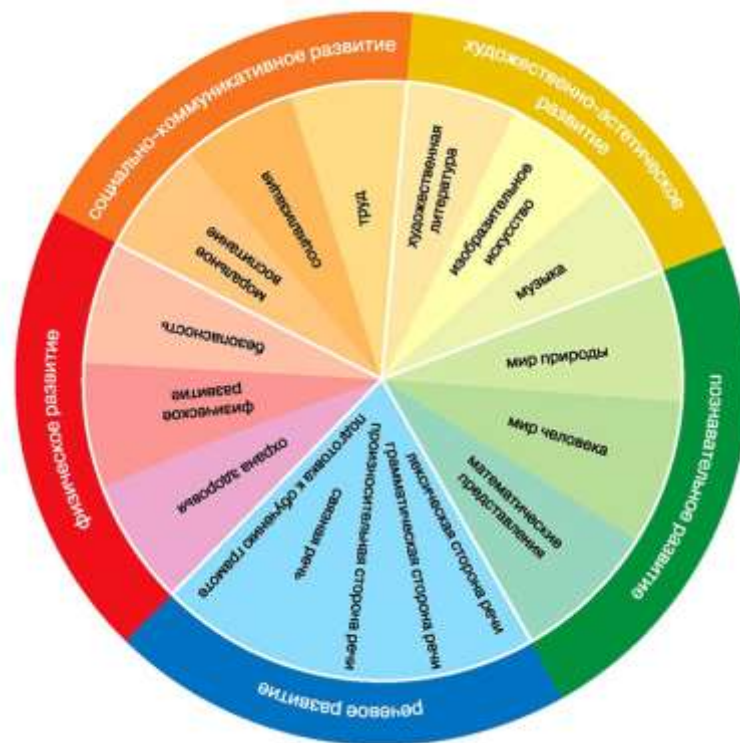 социально-коммуникативное развитие
художественно-эстетическое
развитие
познавательное развитие
речевое развитие
физическое развитие
моральное
воспитание
социализация
труд
художественная
литература
изобразительное
искусство
музыка
мир природы
мир человека
математические
представления
лексическая сторона речи
грамматическая сторона речи
произносительная сторона речи
связная речь
подготовка к обучению грамоте
охрана здоровья
физическое
развитие
безопасность